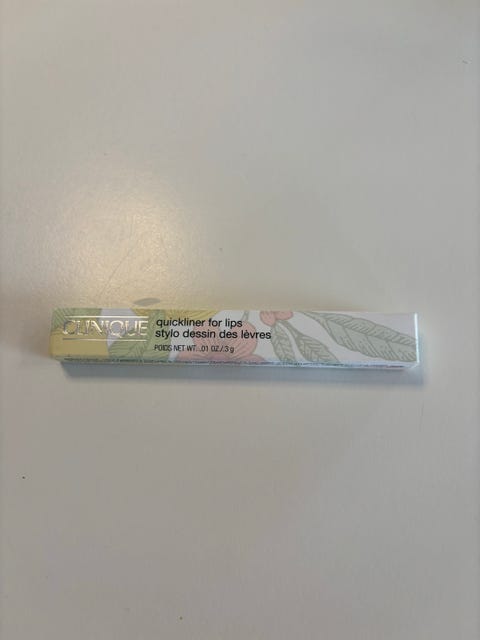 CLINIQUE
quickliner for lips
stylo dessin des lèvres
POIDS NET WT. .01 OZ./.3 g